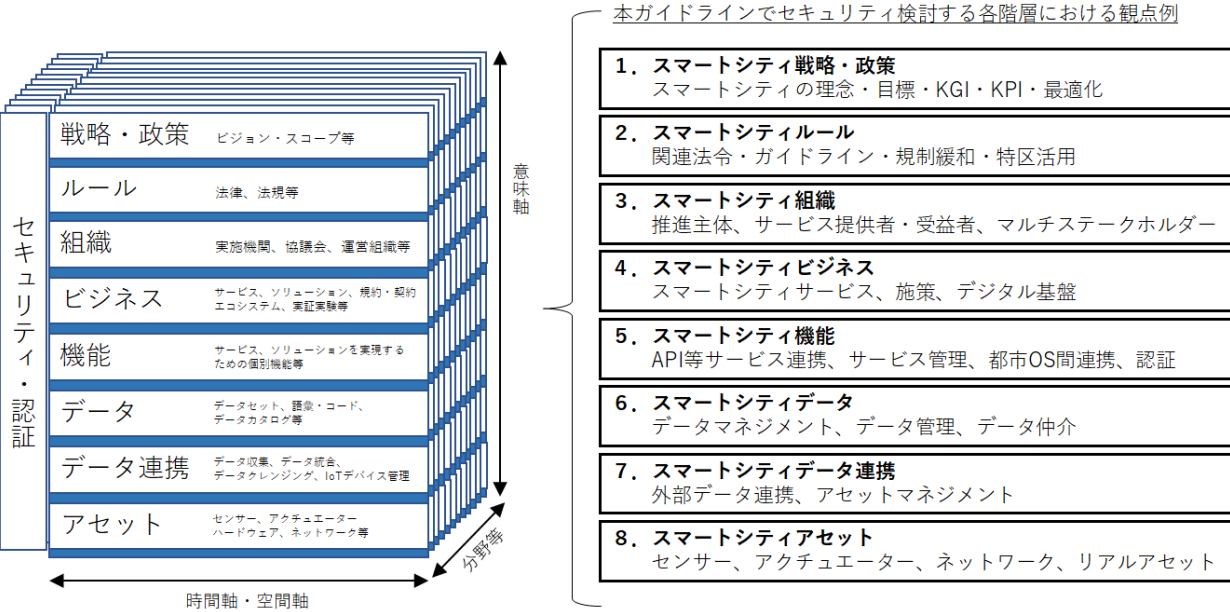 本ガイドラインでセキュリティ検討する各階層における観点例
セキュリティ・認証
戦略・政策 ビジョン・スコープ等
ルール 法律、法規等
組織 実施機関、協議会、運営組織等
ビジネス サービス、ソリューション、規約・契約
エコシステム、実証実験等
機能 サービス、ソリューションを実現する
ための個別機能等
データ データセット、語彙・コード、
データカタログ等
データ連携 データ収集、データ統合、
データクレンジング、IoTデバイス管理
アセット センサー、アクチュエーター
ハードウェア、ネットワーク等
意味軸
分野等
時間軸・空間軸
1．スマートシティ戦略・政策
スマートシティの理念・目標・KGI・KPI・最適化
2．スマートシティルール
関連法令・ガイドライン・規制緩和・特区活用
3．スマートシティ組織
推進主体、サービス提供者・受益者、マルチステークホルダー
4．スマートシティビジネス
スマートシティサービス、施策、デジタル基盤
5．スマートシティ機能
API等サービス連携、サービス管理、都市OS間連携、認証
6．スマートシティデータ
データマネジメント、データ管理、データ仲介
7．スマートシティデータ連携
外部データ連携、アセットマネジメント
8．スマートシティアセット
センサー、アクチュエーター、ネットワーク、リアルアセット